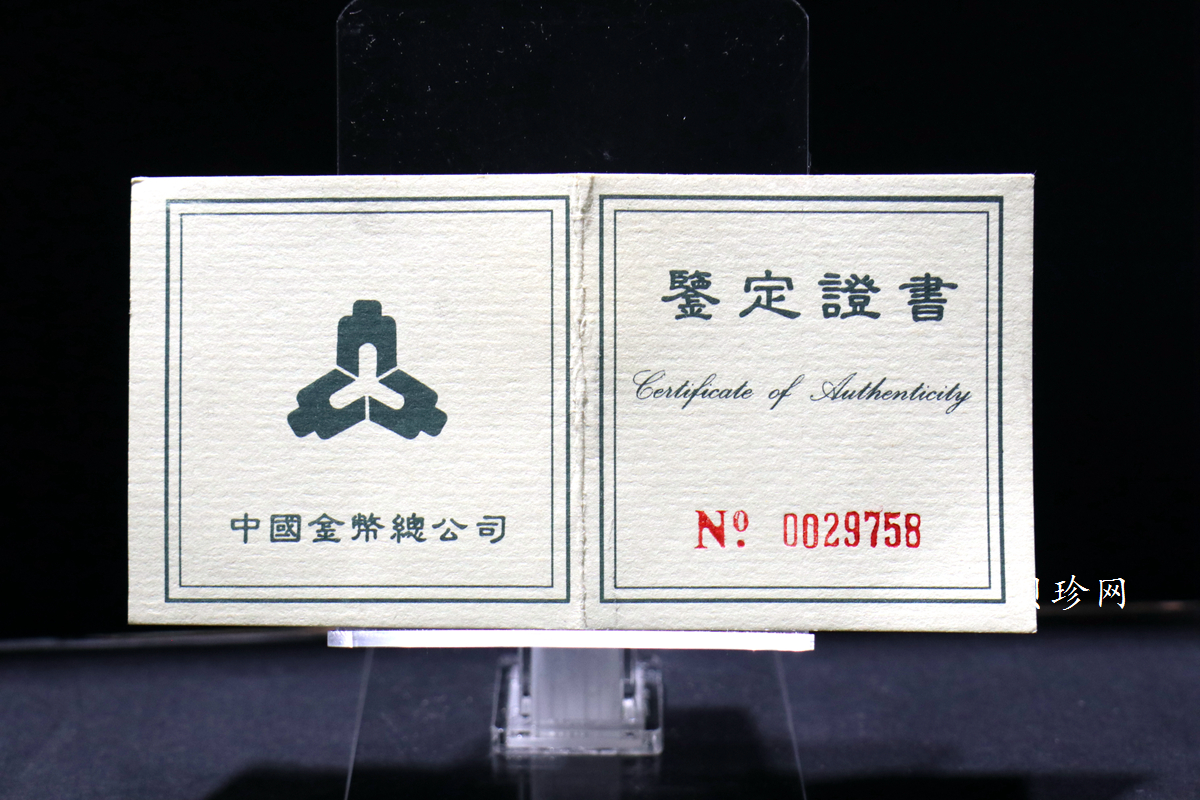 中國金幣總公司
鑒定證書
Certificate of Authenticity
Nº. 0029758
珍网